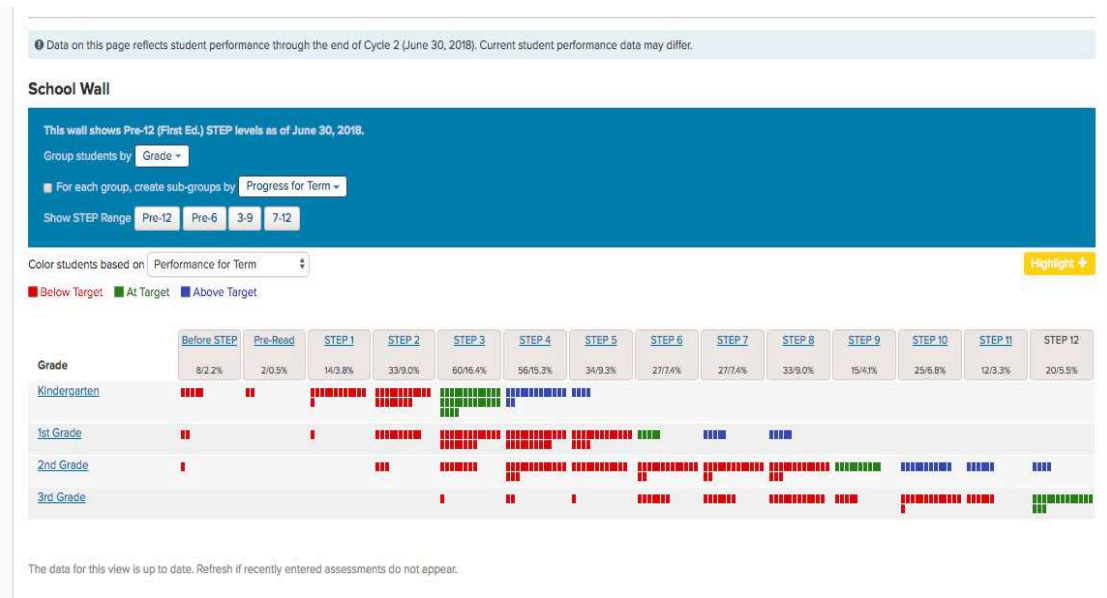 Data on this page reflects student performance through the end of Cycle 2 (June 30, 2018). Current student performance data may differ.
School Wall
This wall shows Pre-12 (First Ed.) STEP levels as of June 30, 2018.
Group students by Grade
For each group, create sub-groups by Progress for Term
Show STEP Range Pre-12 Pre-6 3-9 7-12
Color students based on Performance for Term
Highlight +
Below Target At Target Above Target
Before STEP Pre-Read STEP 1 STEP 2 STEP 3 STEP 4 STEP 5 STEP 6 STEP 7 STEP 8 STEP 9 STEP 10 STEP 11 STEP 12
Grade 8/2.2% 2/0.5% 14/3.8% 33/9.0% 60/16.4% 56/15.3% 34/9.3% 27/7.4% 27/7.4% 33/9.0% 15/4.1% 25/6.8% 12/3.3% 20/5.5%
Kindergarten
1st Grade
2nd Grade
3rd Grade
The data for this view is up to date. Refresh if recently entered assessments do not appear.